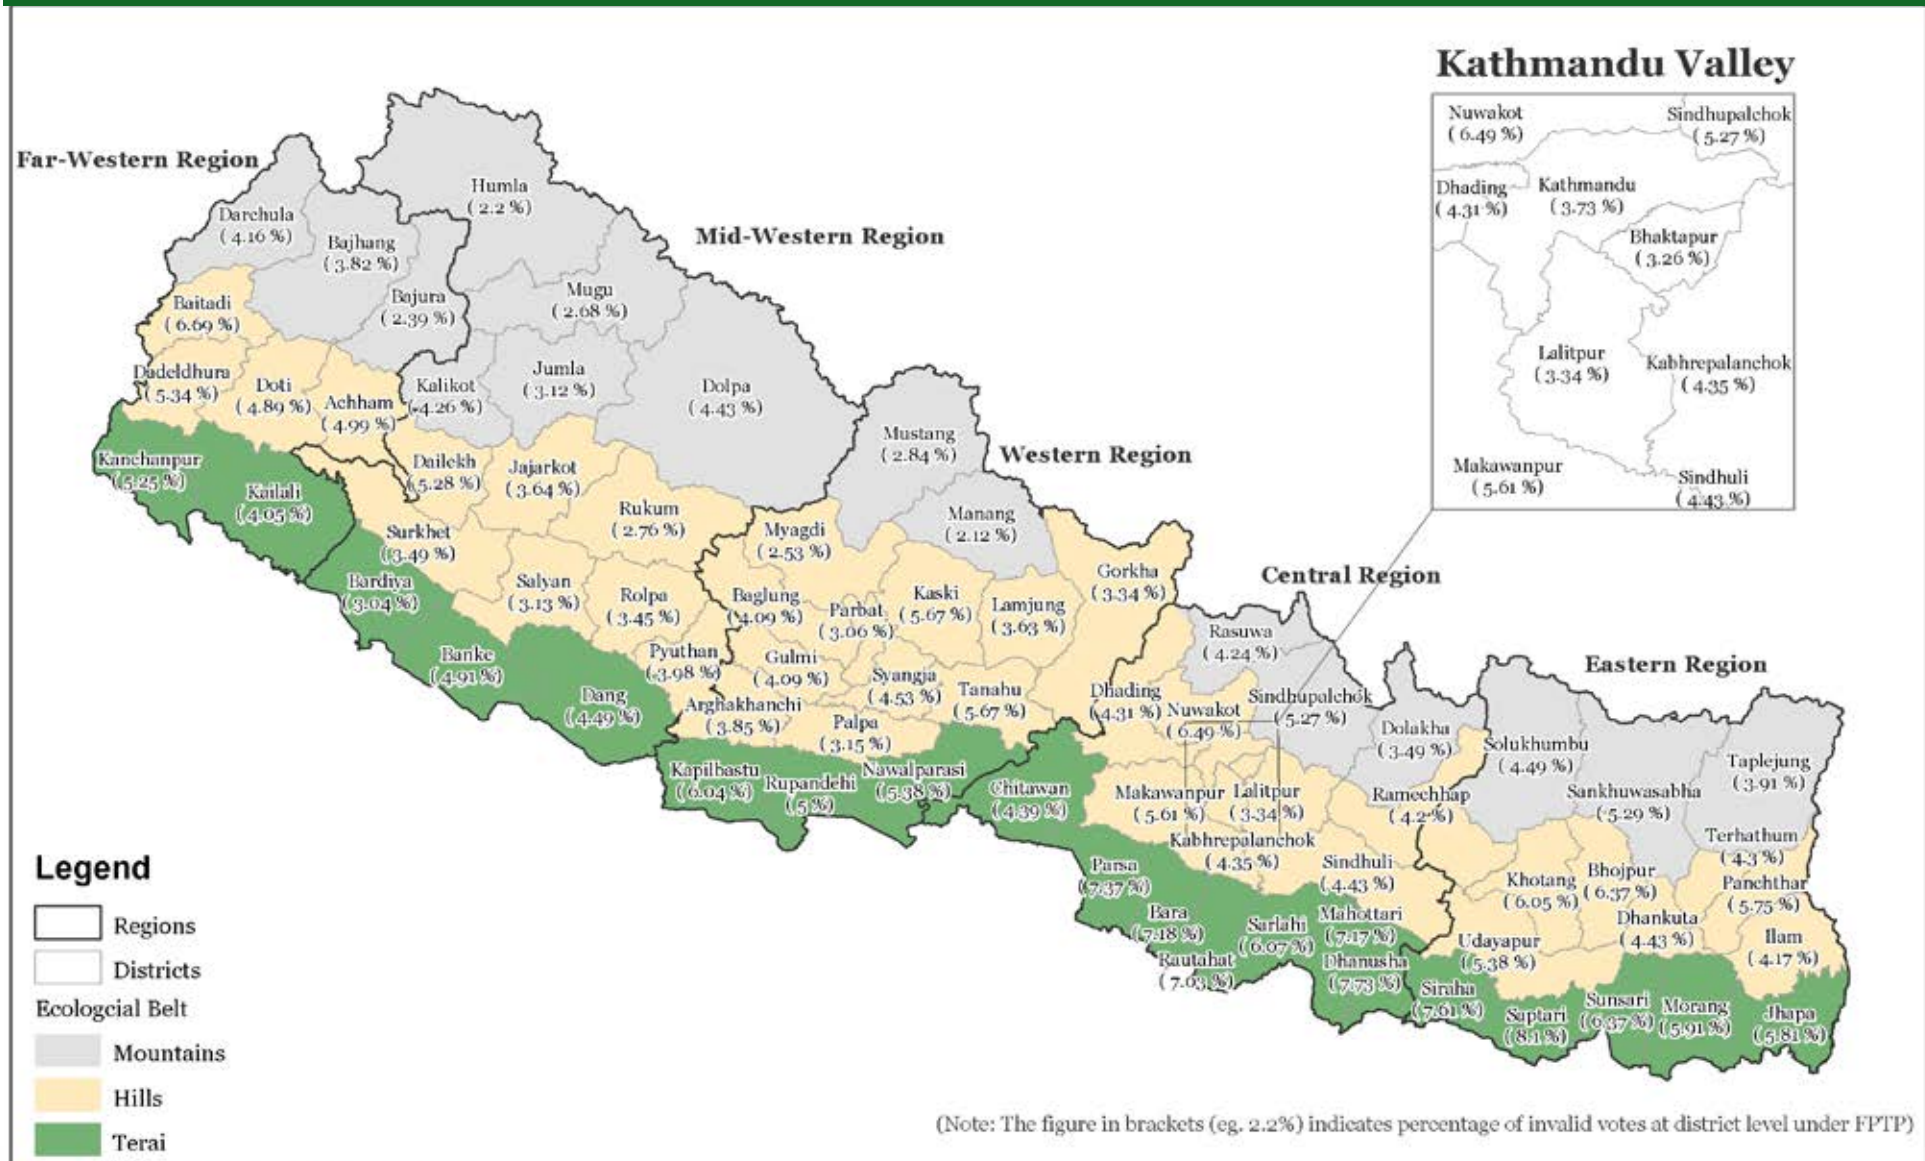 Kathmandu Valley
Nuwakot
( 6.49 %)
Sindhupalchok
( 5.27 %)
Dhading
( 4.31 %)
Kathmandu
( 3.73 %)
Bhaktapur
( 3.26 %)
Lalitpur
( 3.34 %)
Kabhrepalanchok
( 4.35 %)
Makawanpur
( 5.61 %)
Sindhuli
( 4.43 %)
Far-Western Region
Darchula
( 4.16 %)
Bajhang
( 3.82 %)
Bajura
( 2.39 %)
Baitadi
( 6.69 %)
Dadeldhura
( 5.34 %)
Doti
( 4.89 %)
Achham
( 4.99 %)
Kanchanpur
( 5.25 %)
Kailali
( 4.05 %)
Mid-Western Region
Humla
( 2.2 %)
Mugu
( 2.68 %)
Kalikot
( 4.26 %)
Jumla
( 3.12 %)
Dolpa
( 4.43 %)
Dailekh
( 5.28 %)
Jajarkot
( 3.64 %)
Rukum
( 2.76 %)
Surkhet
( 3.49 %)
Salyan
( 3.13 %)
Rolpa
( 3.45 %)
Pyuthan
( 3.98 %)
Bardiya
( 3.04 %)
Banke
( 4.91 %)
Dang
( 4.49 %)
Western Region
Mustang
( 2.84 %)
Manang
( 2.12 %)
Myagdi
( 2.53 %)
Baglung
( 4.09 %)
Parbat
( 3.06 %)
Kaski
( 5.67 %)
Lamjung
( 3.63 %)
Gorkha
( 3.34 %)
Gulmi
( 4.09 %)
Syangja
( 4.53 %)
Tanahu
( 5.67 %)
Arghakhanchi
( 3.85 %)
Palpa
( 3.15 %)
Kapilbastu
( 6.04 %)
Rupandehi
( 5 %)
Nawalparasi
( 5.38 %)
Central Region
Rasuwa
( 4.24 %)
Dhading
( 4.31 %)
Nuwakot
( 6.49 %)
Sindhupalchok
( 5.27 %)
Dolakha
( 3.49 %)
Chitawan
( 4.39 %)
Makawanpur
( 5.61 %)
Lalitpur
( 3.34 %)
Ramechhap
( 4.2 %)
Kabhrepalanchok
( 4.35 %)
Sindhuli
( 4.43 %)
Parsa
( 7.37 %)
Bara
( 7.18 %)
Rautahat
( 7.03 %)
Sarlahi
( 6.07 %)
Mahottari
( 7.17 %)
Dhanusha
( 7.73 %)
Eastern Region
Solukhumbu
( 4.49 %)
Sankhuwasabha
( 5.29 %)
Taplejung
( 3.91 %)
Terhathum
( 4.3 %)
Khotang
( 6.05 %)
Bhojpur
( 6.37 %)
Panchthar
( 5.75 %)
Dhankuta
( 4.43 %)
Ilam
( 4.17 %)
Udayapur
( 5.38 %)
Siraha
( 7.61 %)
Saptari
( 8.1 %)
Sunsari
( 6.37 %)
Morang
( 5.91 %)
Jhapa
( 5.81 %)
Legend
Regions
Districts
Ecologcial Belt
Mountains
Hills
Terai
(Note: The figure in brackets (eg. 2.2%) indicates percentage of invalid votes at district level under FPTP)